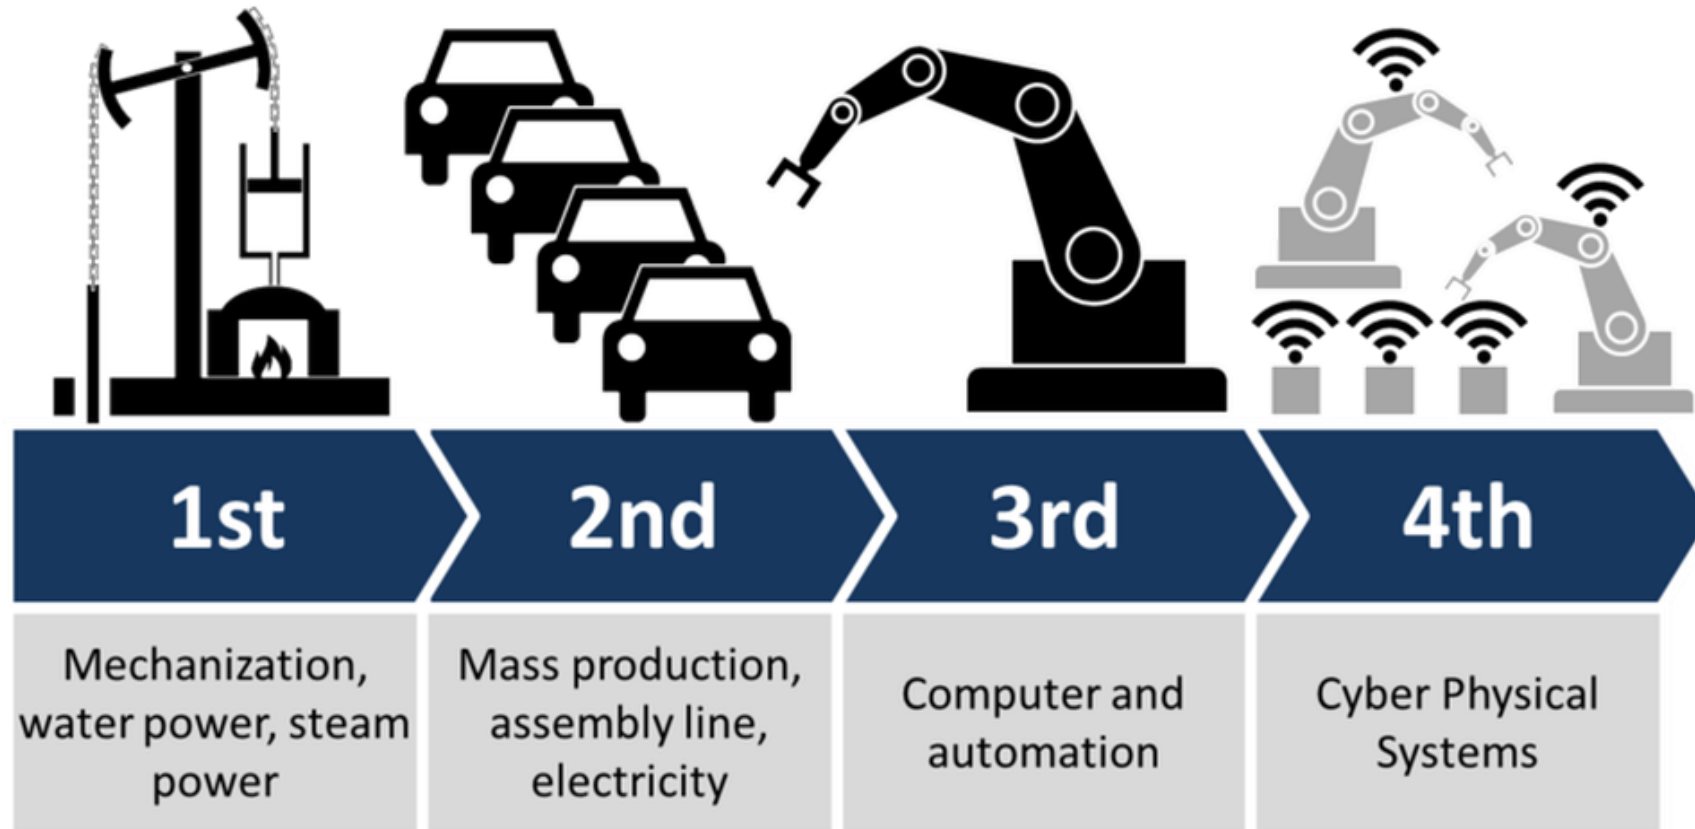 1st
2nd
3rd
4th
Mechanization,
water power, steam
power
Mass production,
assembly line,
electricity
Computer and
automation
Cyber Physical
Systems